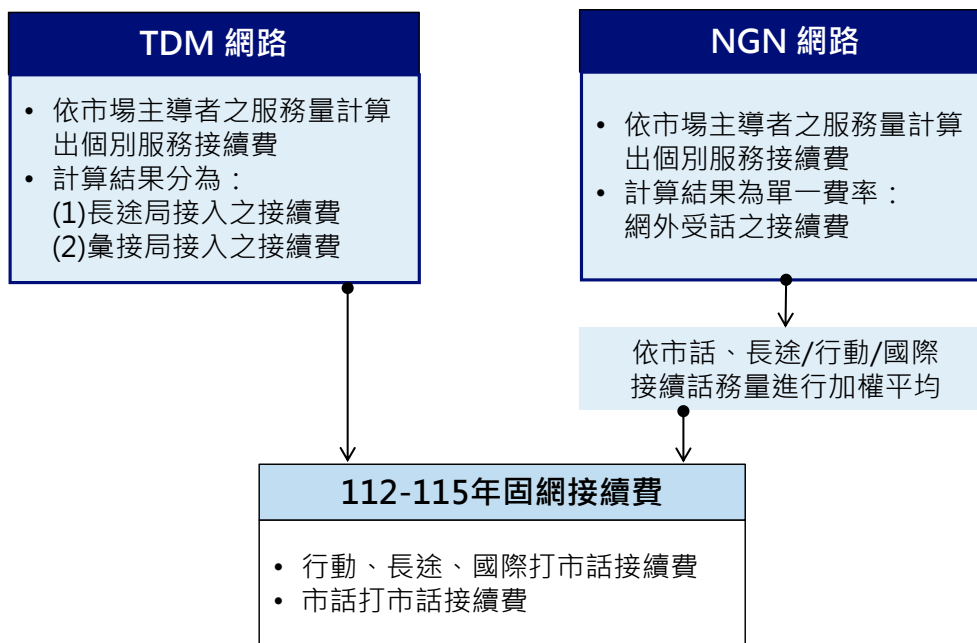 TDM 網路
• 依市場主導者之服務量計算
出個別服務接續費
• 計算結果分為：
(1)長途局接入之接續費
(2)彙接局接入之接續費
NGN 網路
• 依市場主導者之服務量計算
出個別服務接續費
• 計算結果為單一費率：
網外受話之接續費
依市話、長途/行動/國際
接續話務量進行加權平均
112-115年固網接續費
• 行動、長途、國際打市話接續費
• 市話打市話接續費